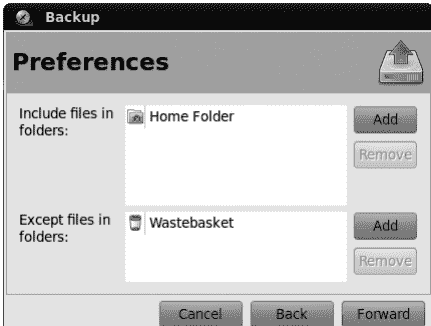 Backup
Preferences
Include files in
folders:
Home Folder
Add
Remove
Except files in
folders:
Wastebasket
Add
Remove
Cancel
Back
Forward